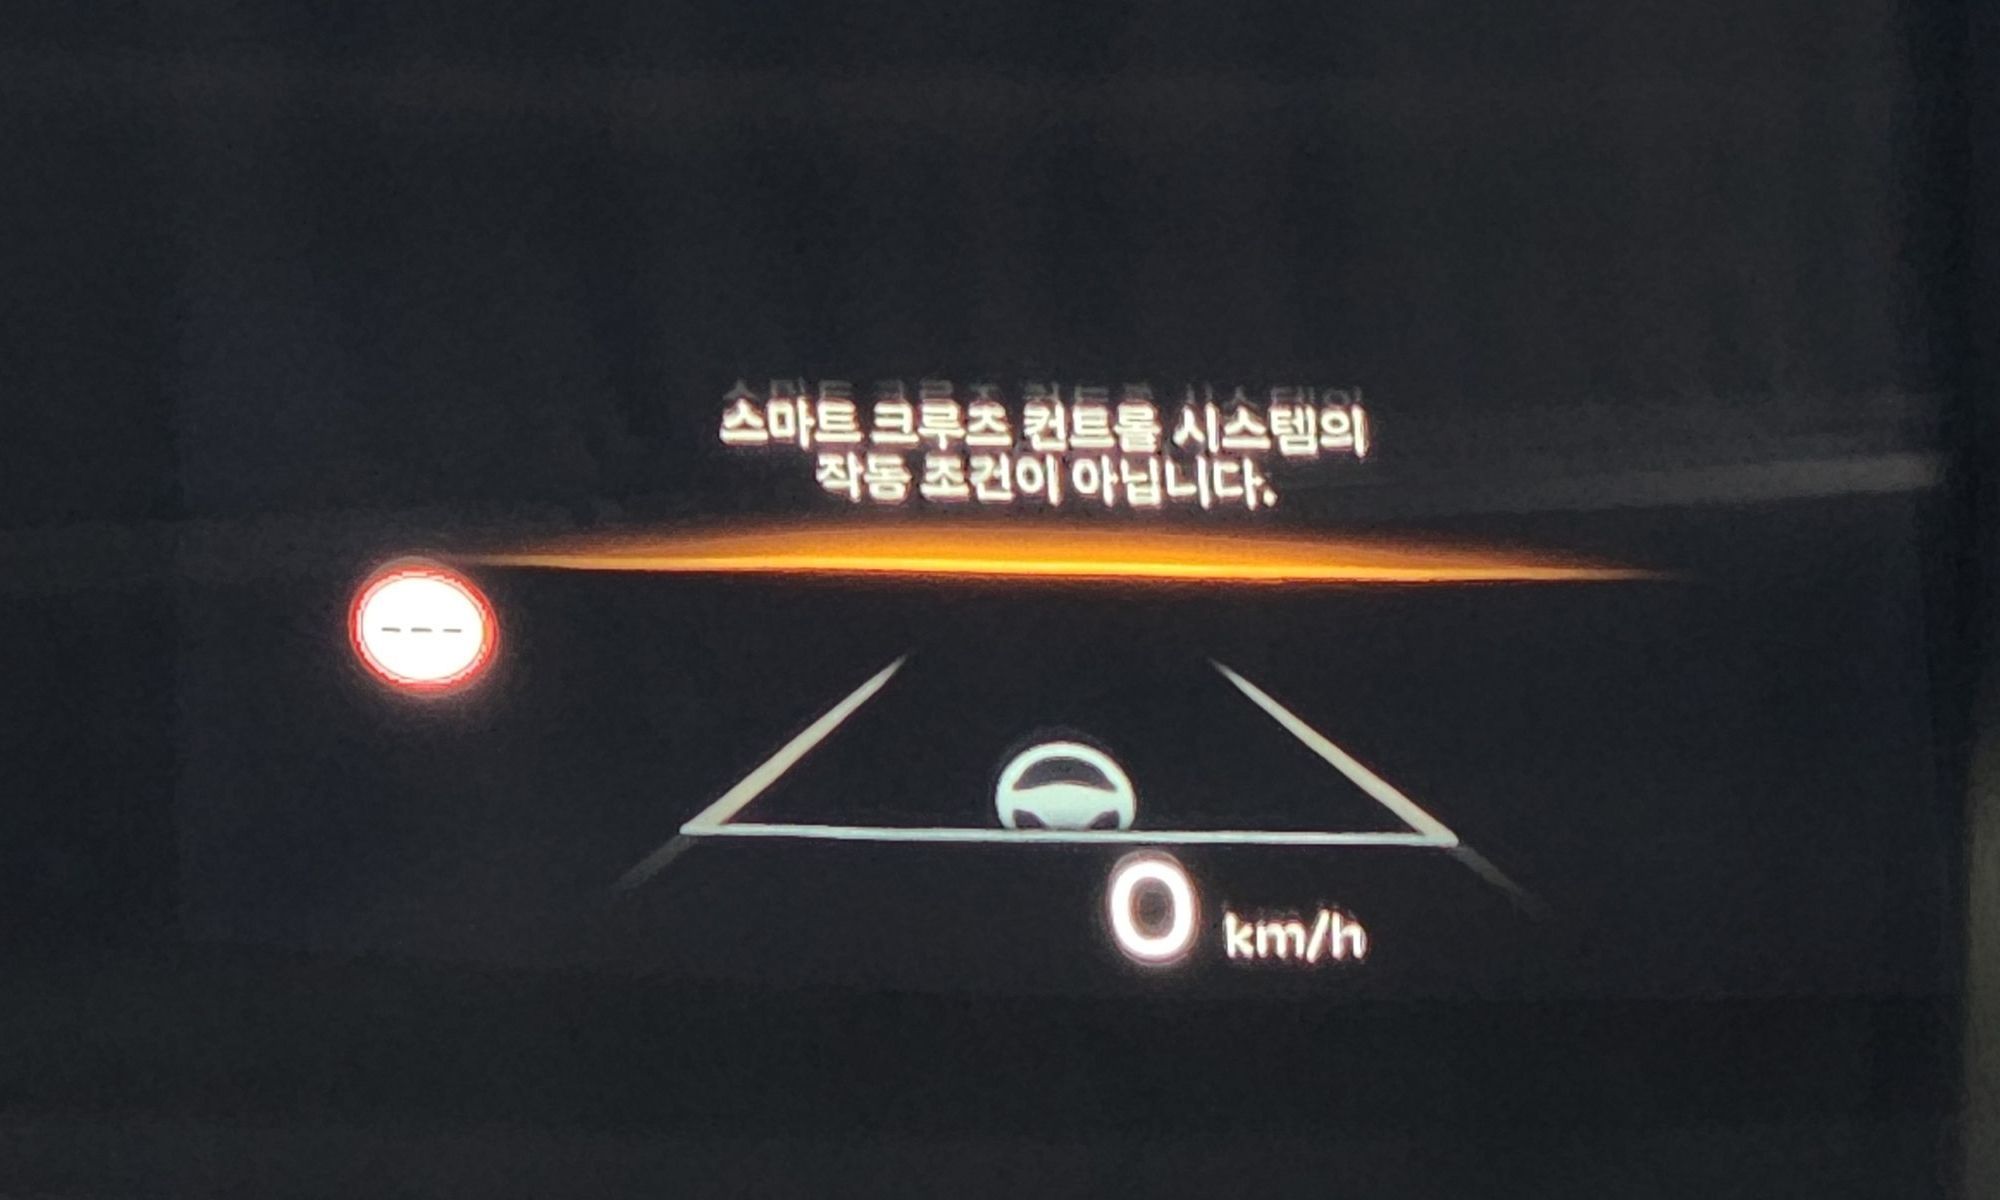 스마트 크루즈 컨트롤 시스템의
작동 조건이 아닙니다.
---
0 km/h